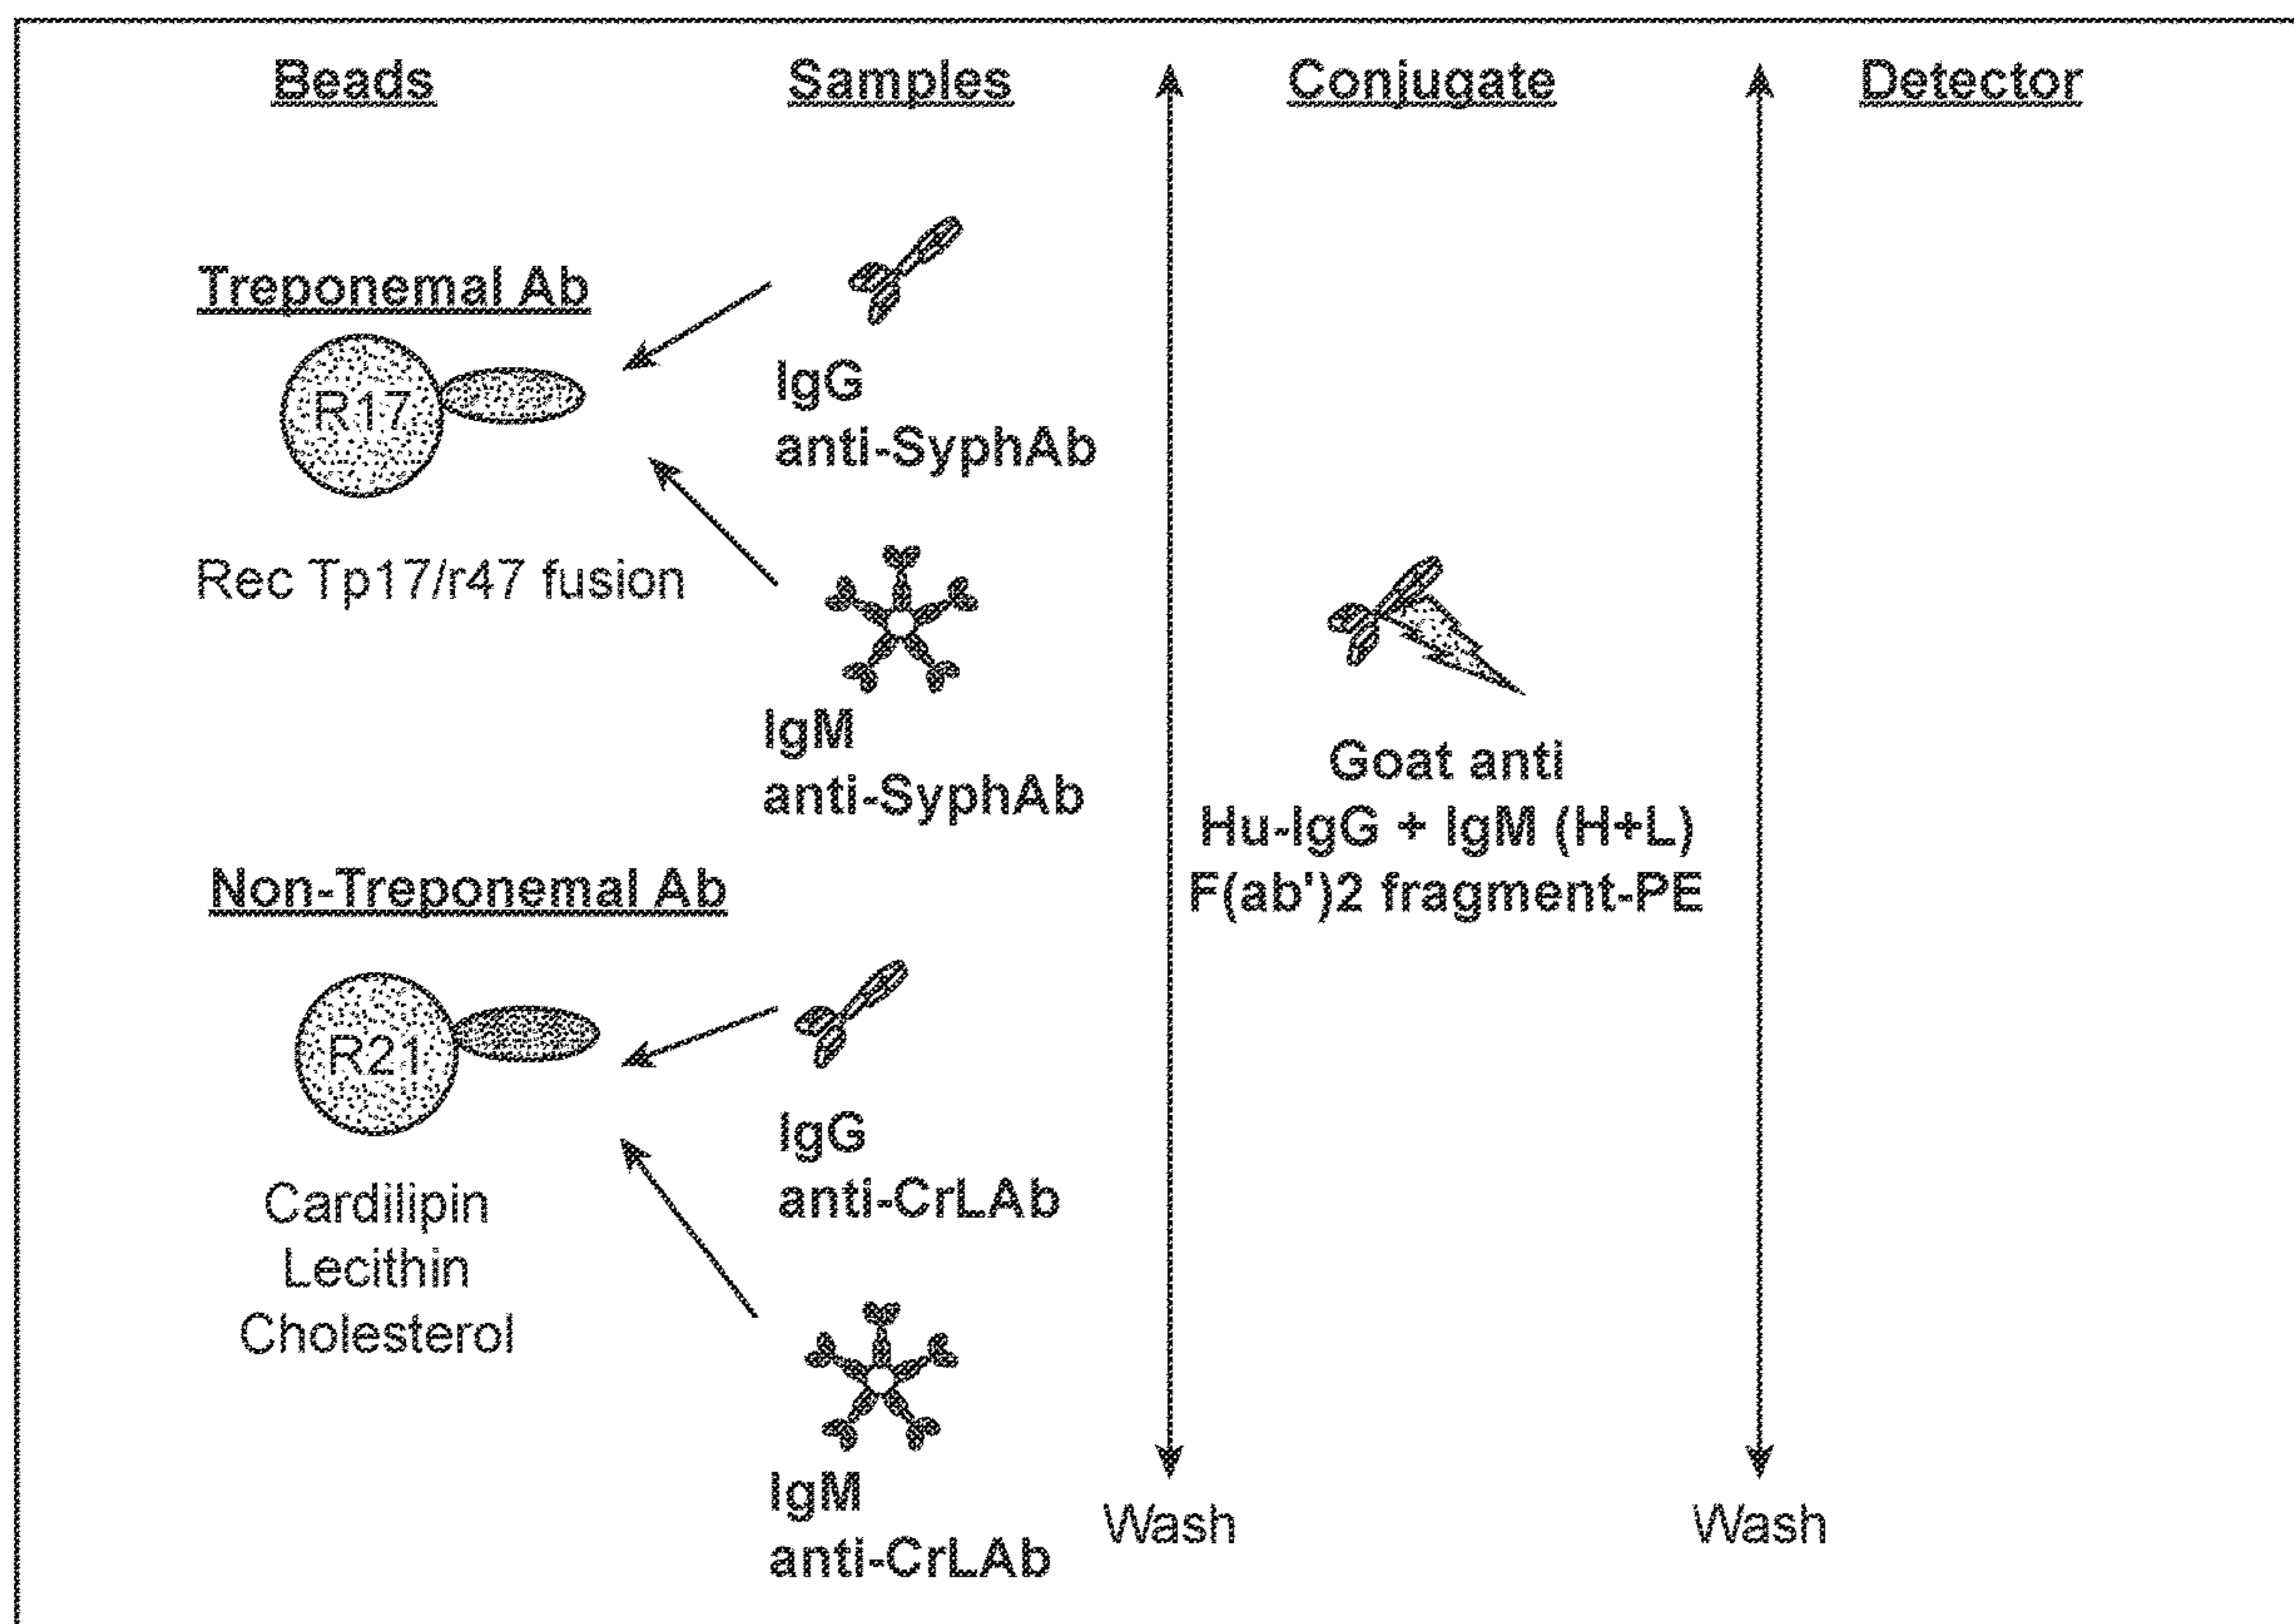 Beads
Samples
Conjugate
Detector
Treponemal Ab
R17
Rec Tp17/r47 fusion
IgG
anti-SyphAb
IgM
anti-SyphAb
Non-Treponemal Ab
R21
Cardilipin
Lecithin
Cholesterol
IgG
anti-CrLAb
IgM
anti-CrLAb
Goat anti
Hu-IgG + IgM (H+L)
F(ab')2 fragment-PE
Wash
Wash